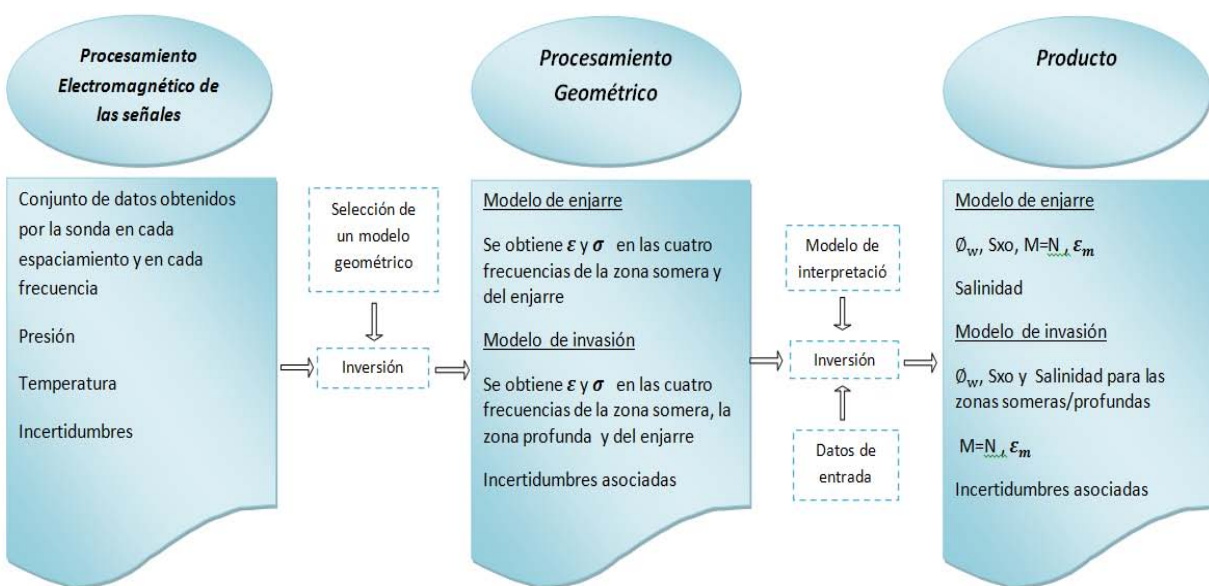 Procesamiento
Electromagnético de
las señales
Conjunto de datos obtenidos
por la sonda en cada
espaciamiento y en cada
frecuencia
Presión
Temperatura
Incertidumbres
Selección de
un modelo
geométrico
Inversión
Procesamiento
Geométrico
Modelo de enjarre
Se obtiene ε y σ en las cuatro
frecuencias de la zona somera y
del enjarre
Modelo de invasión
Se obtiene ε y σ en las cuatro
frecuencias de la zona somera, la
zona profunda y del enjarre
Incertidumbres asociadas
Modelo de
interpretació
Inversión
Datos de
entrada
Producto
Modelo de enjarre
Ø_w, Sxo, M=N , ε_m
Salinidad
Modelo de invasión
Ø_w, Sxo y Salinidad para las
zonas someras/profundas
M=N , ε_m
Incertidumbres asociadas